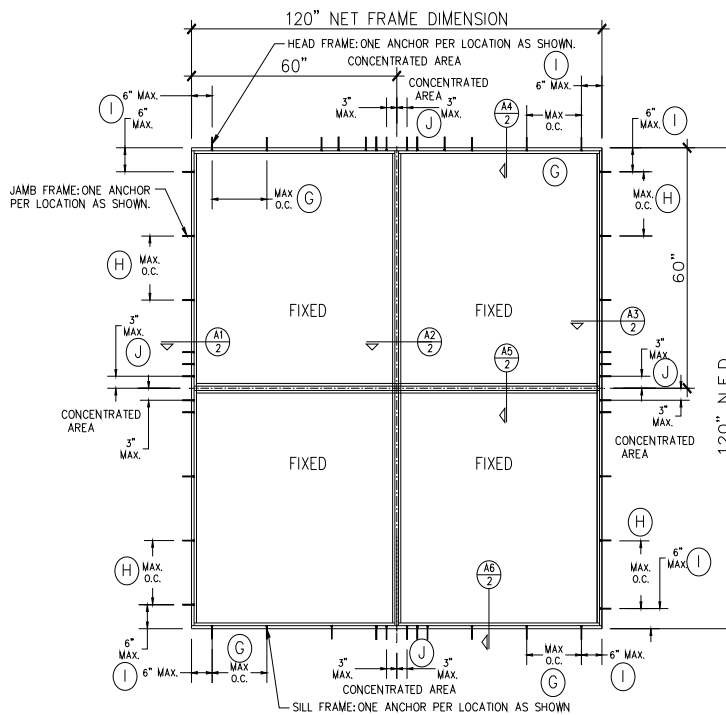 120" NET FRAME DIMENSION
HEAD FRAME:ONE ANCHOR PER LOCATION AS SHOWN.
CONCENTRATED AREA
60"
CONCENTRATED
AREA
I
6" MAX.
I
6" MAX.
6"
MAX.
3"
MAX.
J
3"
MAX.
A4
2
MAX
O.C.
6"
MAX.
I
JAMB FRAME:ONE ANCHOR
PER LOCATION AS SHOWN.
MAX
O.C.
G
G
MAX
O.C.
H
H
MAX.
O.C.
60"
FIXED
FIXED
3"
MAX.
J
A1
2
A2
2
A3
2
A5
2
3"
MAX.
J
CONCENTRATED
AREA
3"
MAX.
3"
MAX.
CONCENTRATED
AREA
120" N.F.D.
FIXED
FIXED
H
MAX.
O.C.
A6
2
H
MAX.
O.C.
6"
MAX.
I
6"
MAX.
I
6" MAX.
G
MAX
O.C.
3"
MAX.
J
3"
MAX.
MAX
O.C.
G
6" MAX.
I
CONCENTRATED AREA
SILL FRAME:ONE ANCHOR PER LOCATION AS SHOWN